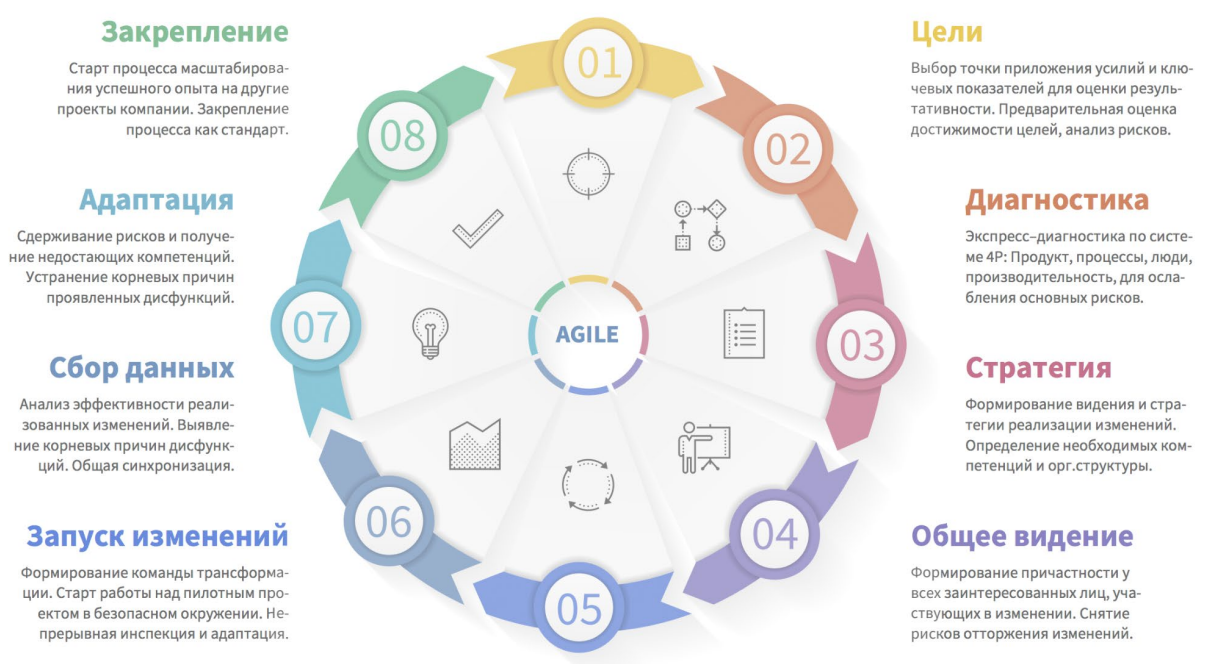 Цели
Выбор точки приложения усилий и клю-
чевых показателей для оценки резуль-
тативности. Предварительная оценка
достижимости целей, анализ рисков.
Диагностика
Экспресс–диагностика по систе-
ме 4P: Продукт, процессы, люди,
производительность, для осла-
бления основных рисков.
Стратегия
Формирование видения и стра-
тегии реализации изменений.
Определение необходимых ком-
петенций и орг.структуры.
Общее видение
Формирование причастности у
всех заинтересованных лиц, уча-
ствующих в изменении. Снятие
рисков отторжения изменений.
Запуск изменений
Формирование команды трансформа-
ции. Старт работы над пилотным про-
ектом в безопасном окружении. Не-
прерывная инспекция и адаптация.
Сбор данных
Анализ эффективности реали-
зованных изменений. Выявле-
ние корневых причин дисфунк-
ций. Общая синхронизация.
Адаптация
Сдерживание рисков и получе-
ние недостающих компетенций.
Устранение корневых причин
проявленных дисфункций.
Закрепление
Старт процесса масштабирова-
ния успешного опыта на другие
проекты компании. Закрепление
процесса как стандарт.
01
02
03
04
05
06
07
08
AGILE